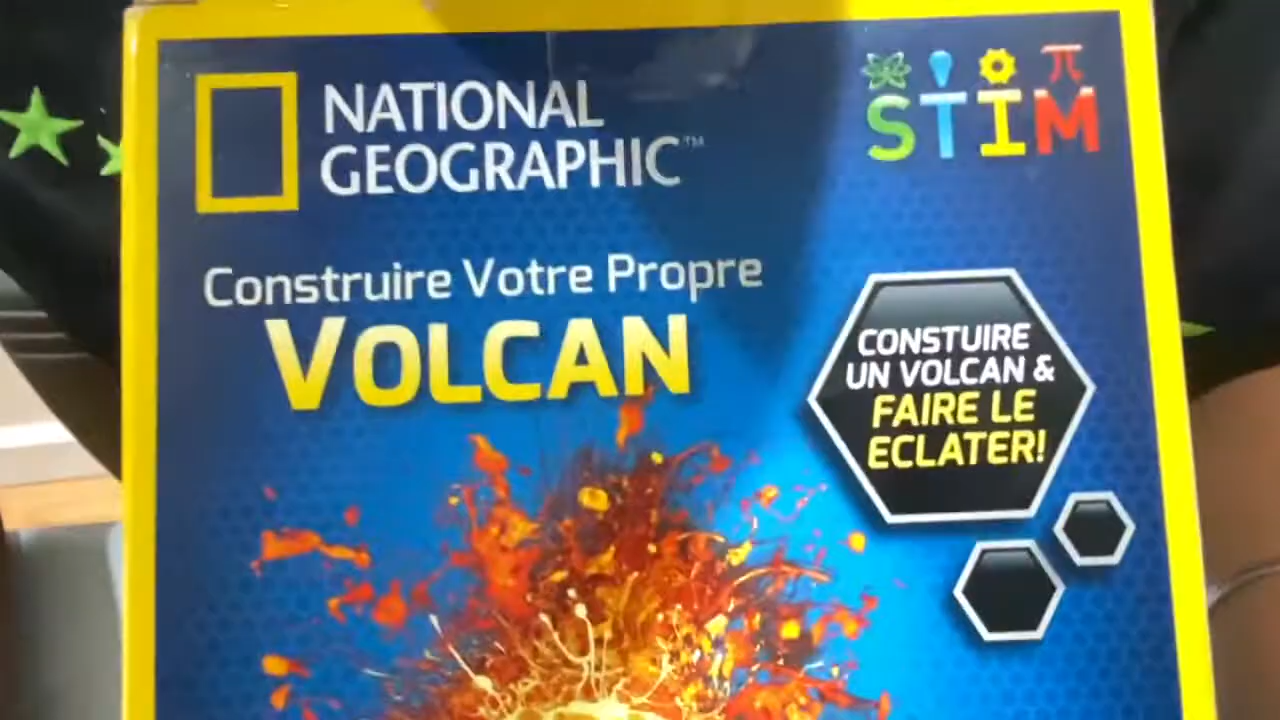 NATIONAL
GEOGRAPHIC™
STIM
Construire Votre Propre
VOLCAN
CONSTUIRE
UN VOLCAN &
FAIRE LE
ECLATER!